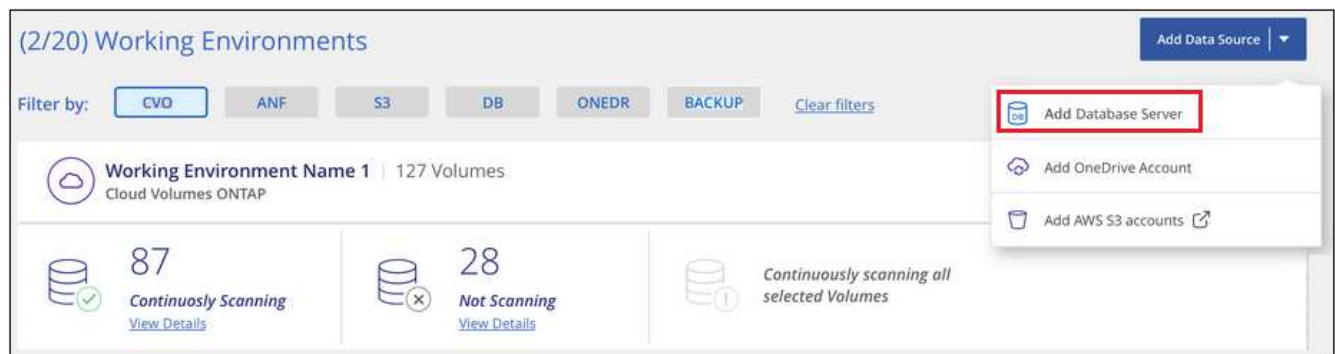 (2/20) Working Environments
Add Data Source
Filter by: CVO ANF S3 DB ONEDR BACKUP Clear filters
DB Add Database Server
Add OneDrive Account
Add AWS S3 accounts
Working Environment Name 1 | 127 Volumes
Cloud Volumes ONTAP
87
Continuosly Scanning
View Details
28
Not Scanning
View Details
Continuously scanning all
selected Volumes